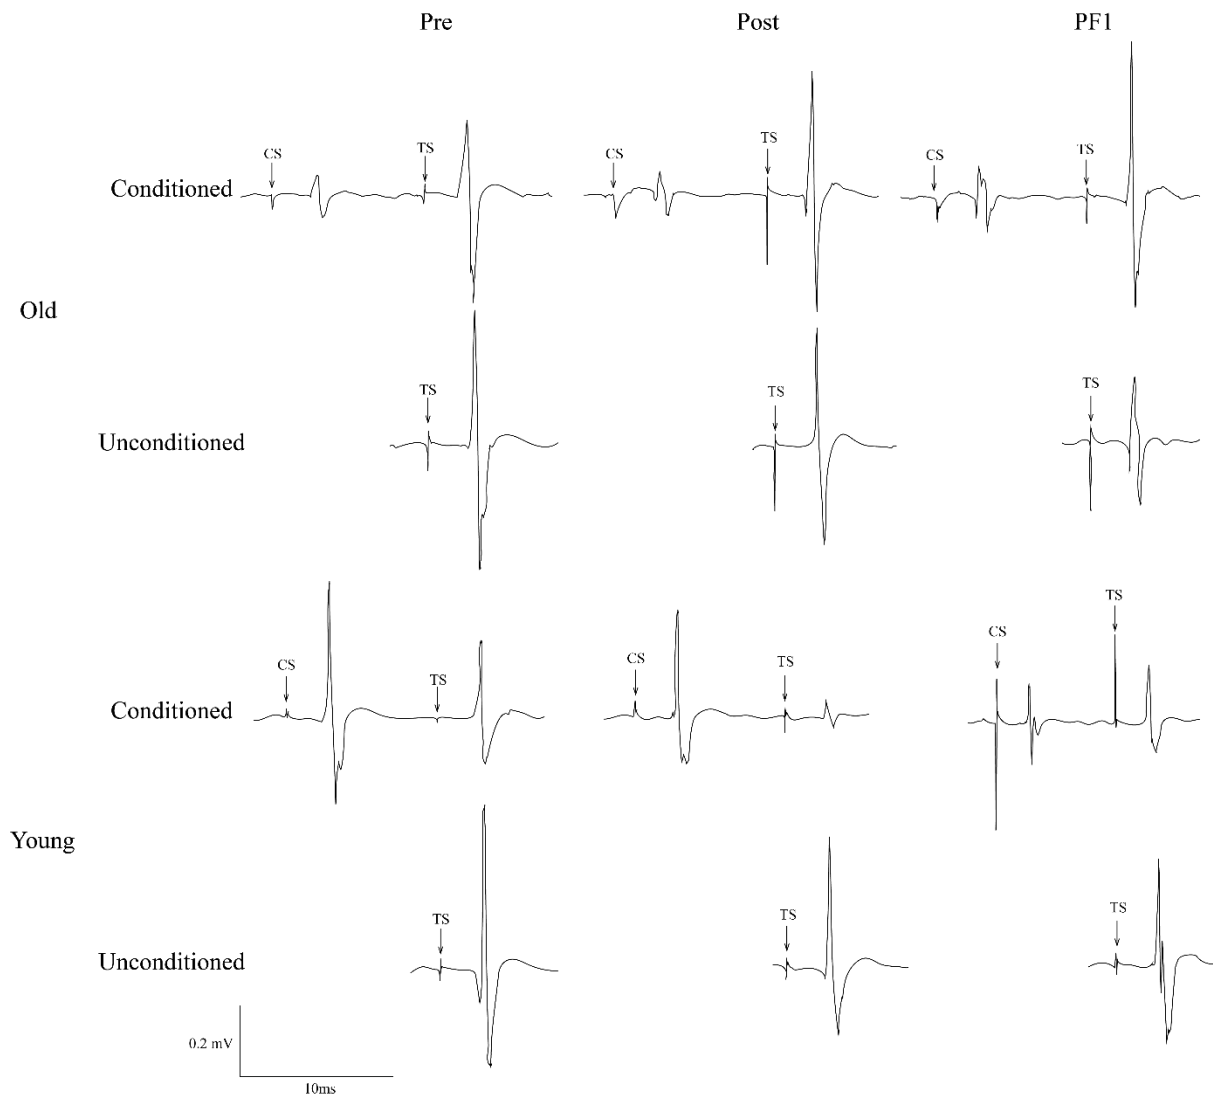 Pre Post PF1
CS TS CS TS CS TS
Conditioned
Old
TS TS TS
Unconditioned
CS TS CS TS CS TS
Conditioned
Young
TS TS TS
Unconditioned
0.2 mV
10ms